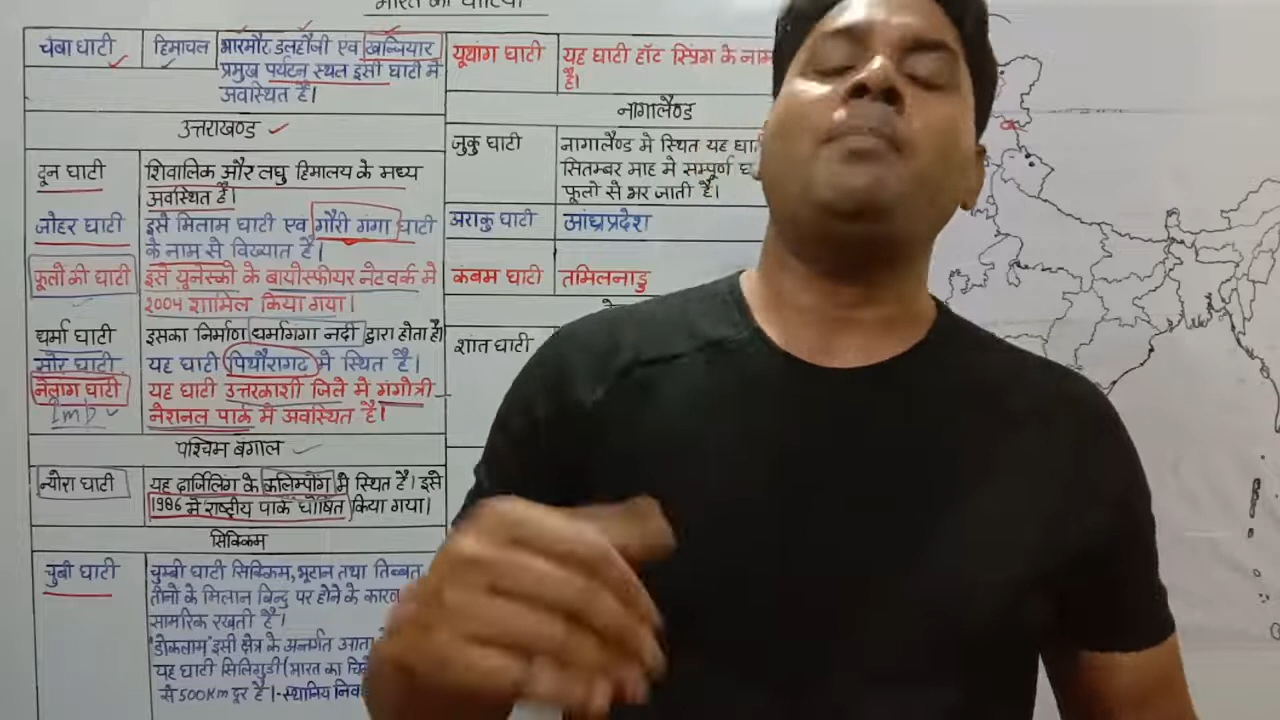 भारत की घाटियाँ
चंबा घाटी
हिमाचल
भारमौर डलहौजी एवं खज्जियार
प्रमुख पर्यटन स्थल इसी घाटी मे
अवस्थित है।
उत्तराखण्ड
दून घाटी
शिवालिक और लघु हिमालय के मध्य
अवस्थित है।
जोहर घाटी
इसे मिलाम घाटी एवं गौरी गंगा घाटी
के नाम से विख्यात है।
फूलो की घाटी
इसे यूनेस्को के बायोस्फीयर नेटवर्क मे
2004 शामिल किया गया।
धर्मा घाटी
इसका निर्माण धर्मागंगा नदी द्वारा होता है।
सोर घाटी
यह घाटी पिथौरागढ मे स्थित है।
नेलांग घाटी
Imp
यह घाटी उत्तरकाशी जिले मे गंगोत्री
नेशनल पार्क मे अवस्थित है।
पश्चिम बंगाल
न्योरा घाटी
यह दार्जिलिंग के कलिम्पोंग मे स्थित है। इसे
1986 मे राष्ट्रीय पार्क घोषित किया गया।
सिक्किम
चुंबी घाटी
चुम्बी घाटी सिक्किम, भूटान तथा तिब्बत
तीनो के मिलान बिन्दु पर होने के कारण
सामरिक रखती है।
'डोकलाम' इसी क्षेत्र के अन्तर्गत आता
यह घाटी सिलिगुडी (भारत का
से 500Km दूर है।-स्थानिय
यूथांग घाटी
यह घाटी हॉट स्प्रिंग के नाम
है।
नागालैण्ड
जुकु घाटी
नागालैण्ड मे स्थित यह
सितम्बर माह मे सम्पूर्ण
फूलो से भर जाती है।
अराकु घाटी
आंध्रप्रदेश
कंबम घाटी
तमिलनाडु
शांत घाटी